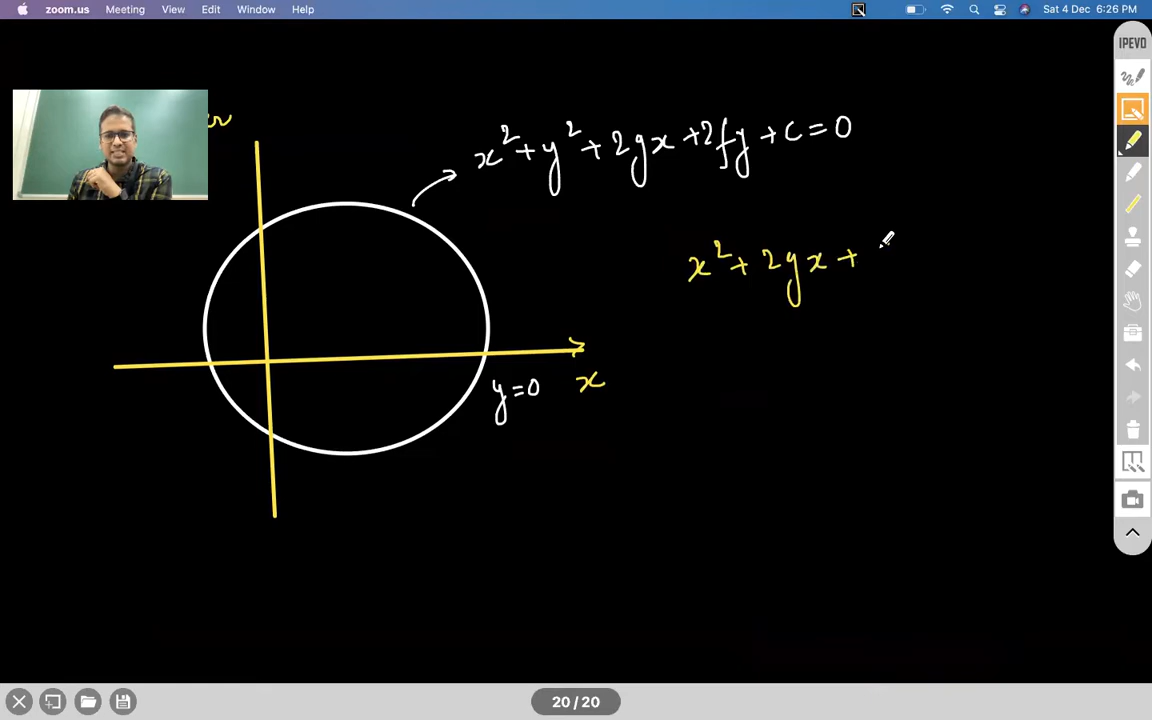 zoom.us Meeting View Edit Window Help Sat 4 Dec 6:26 PM
IPEVO
x² + y² + 2gx + 2fy + c = 0
x² + 2gx +
y = 0 x
20 / 20